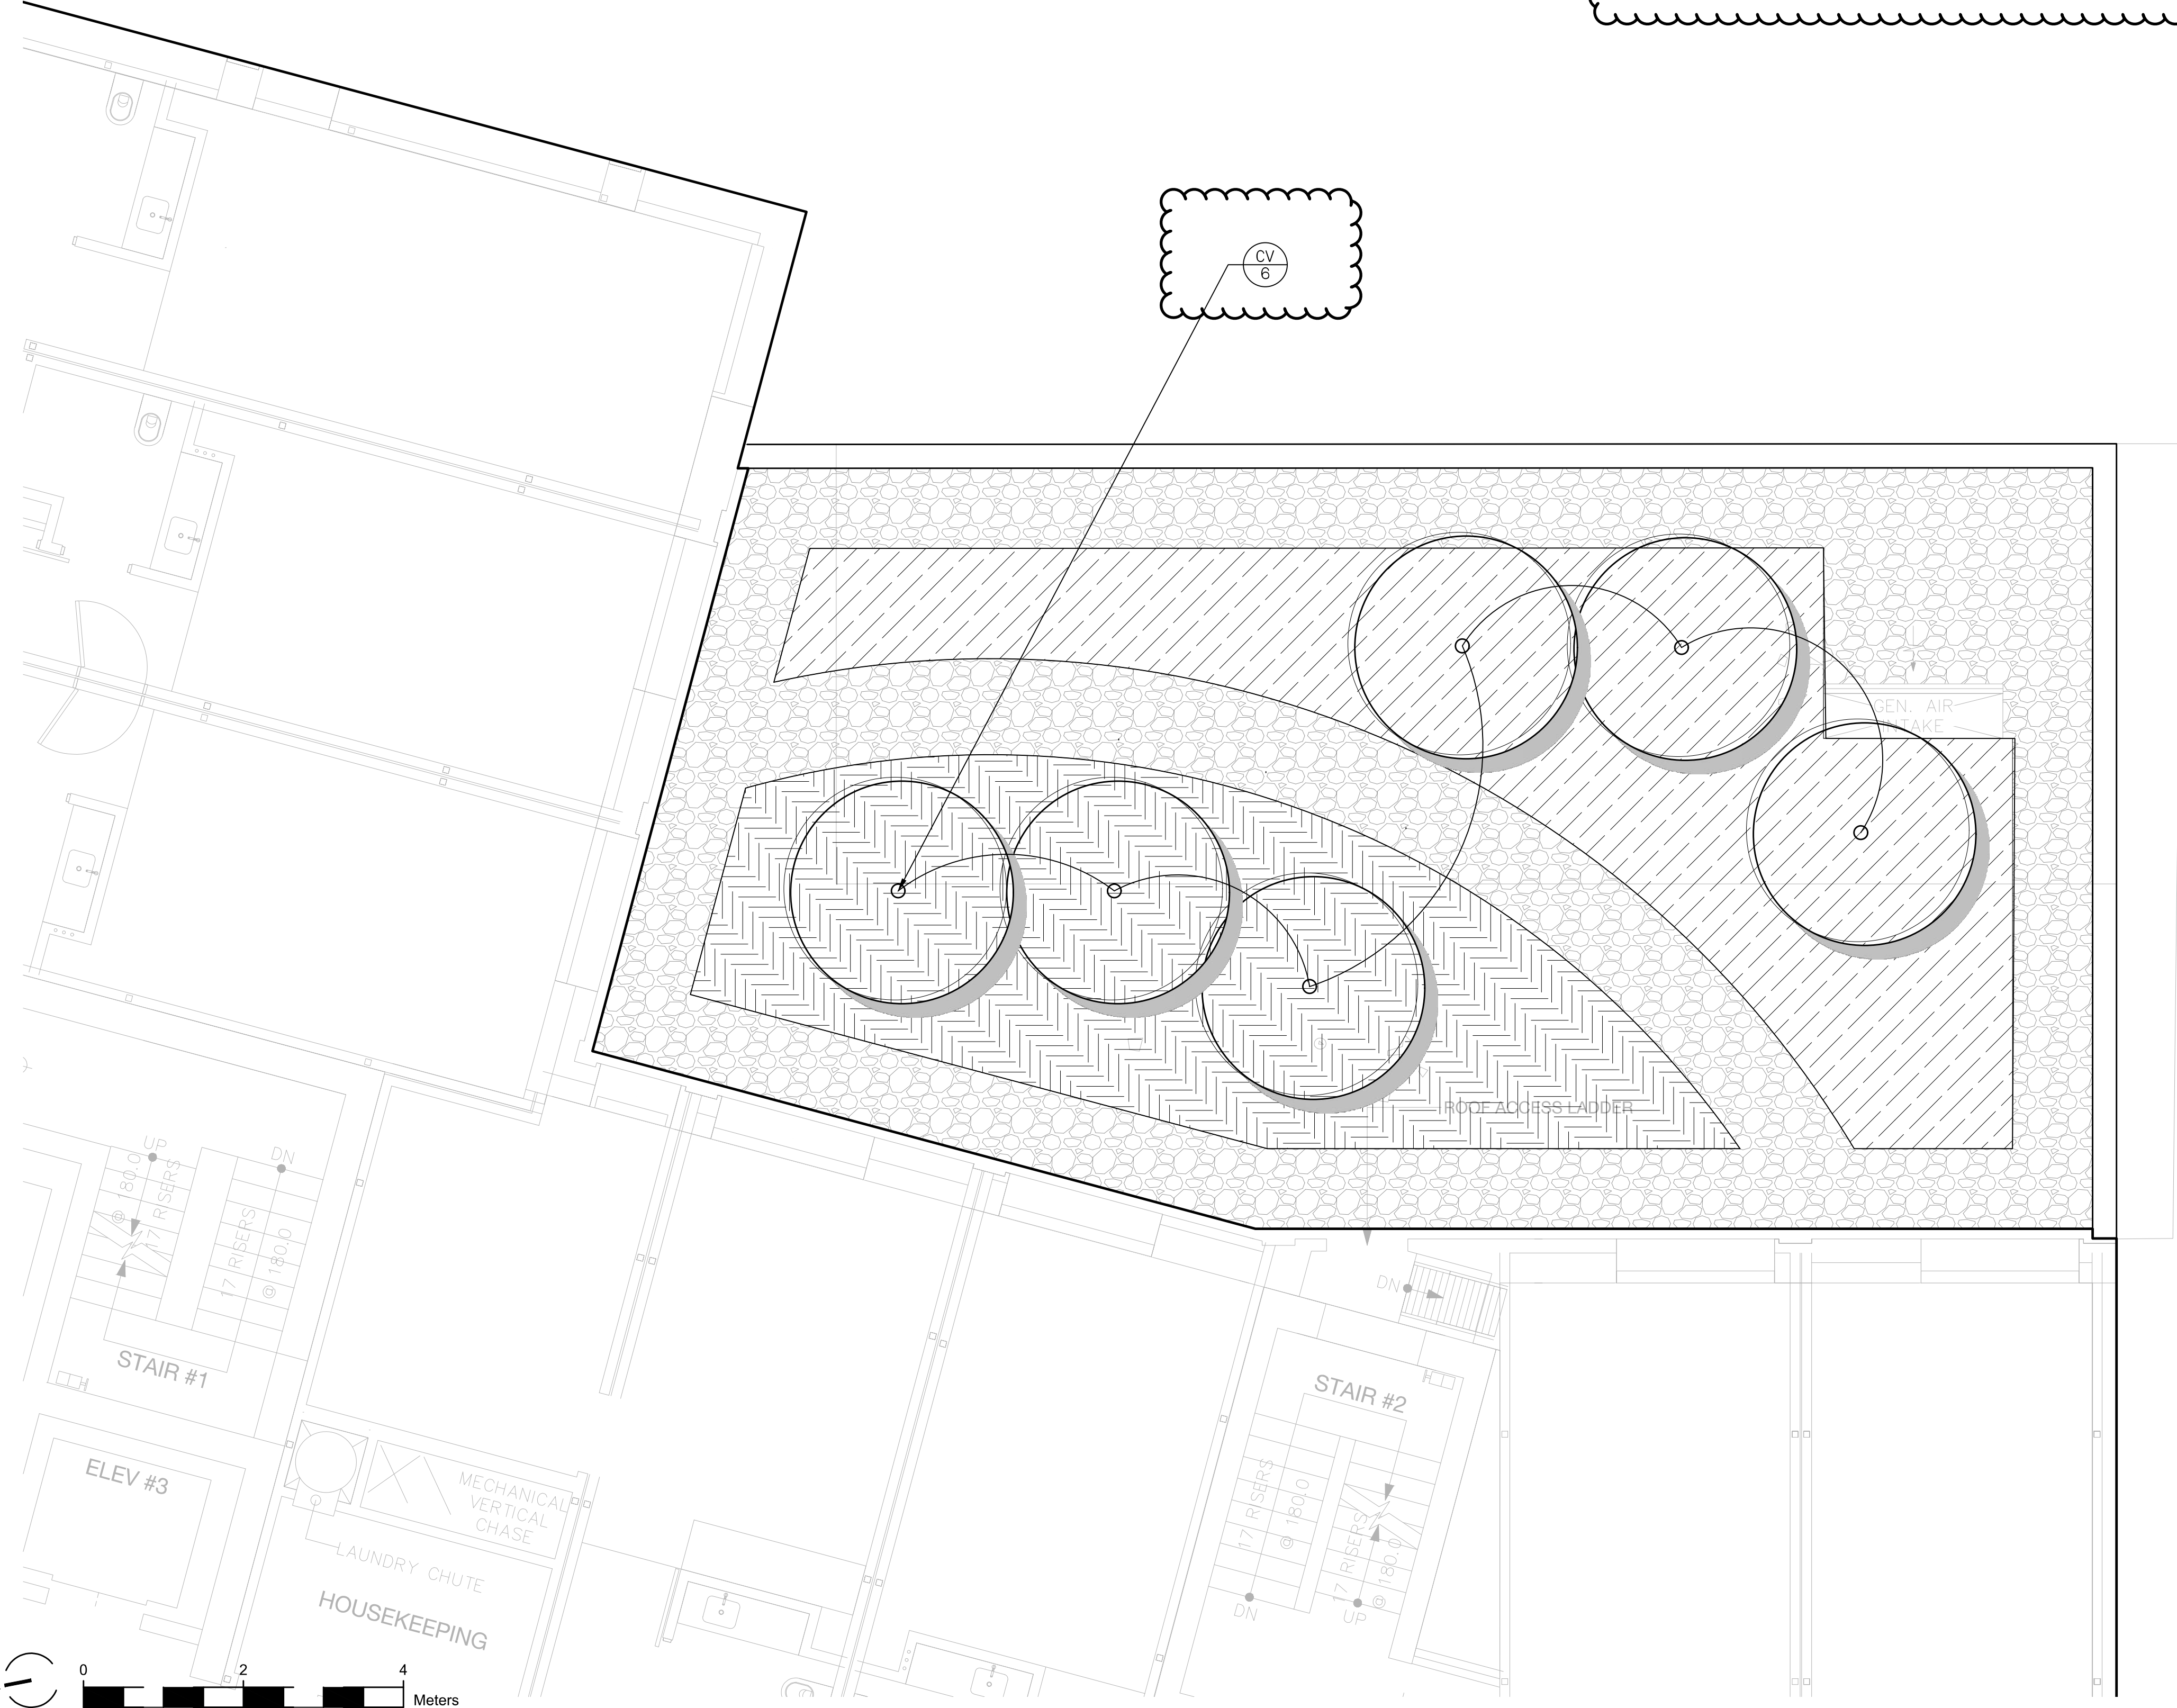 CV
6
GEN. AIR
INTAKE
ROOF ACCESS LADDER
UP
17 RISERS
@ 180.0
DN
17 RISERS
@ 180.0
STAIR #1
DN
STAIR #2
17 RISERS
@ 180.0
DN
17 RISERS
@ 180.0
UP
ELEV #3
MECHANICAL
VERTICAL
CHASE
LAUNDRY CHUTE
HOUSEKEEPING
0 2 4
Meters